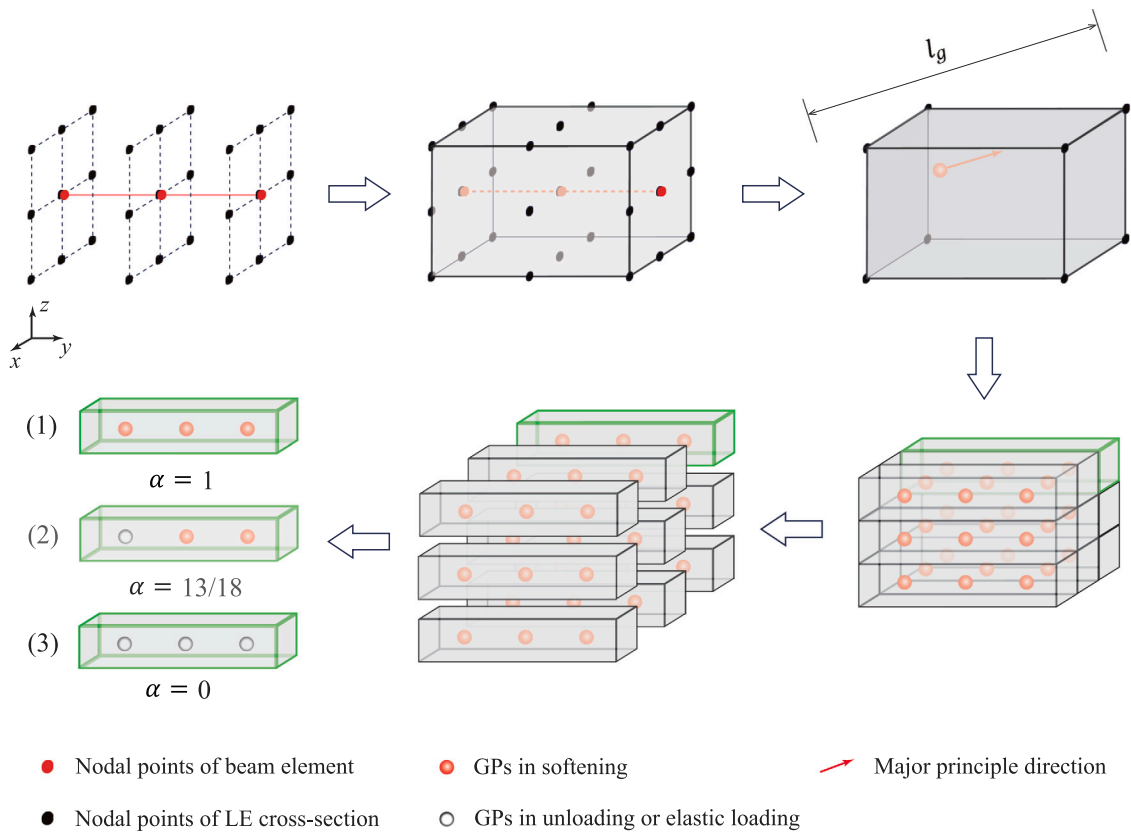 l_g
z
y
x
(1)
α = 1
(2)
α = 13/18
(3)
α = 0
Nodal points of beam element
GPs in softening
Major principle direction
Nodal points of LE cross-section
GPs in unloading or elastic loading